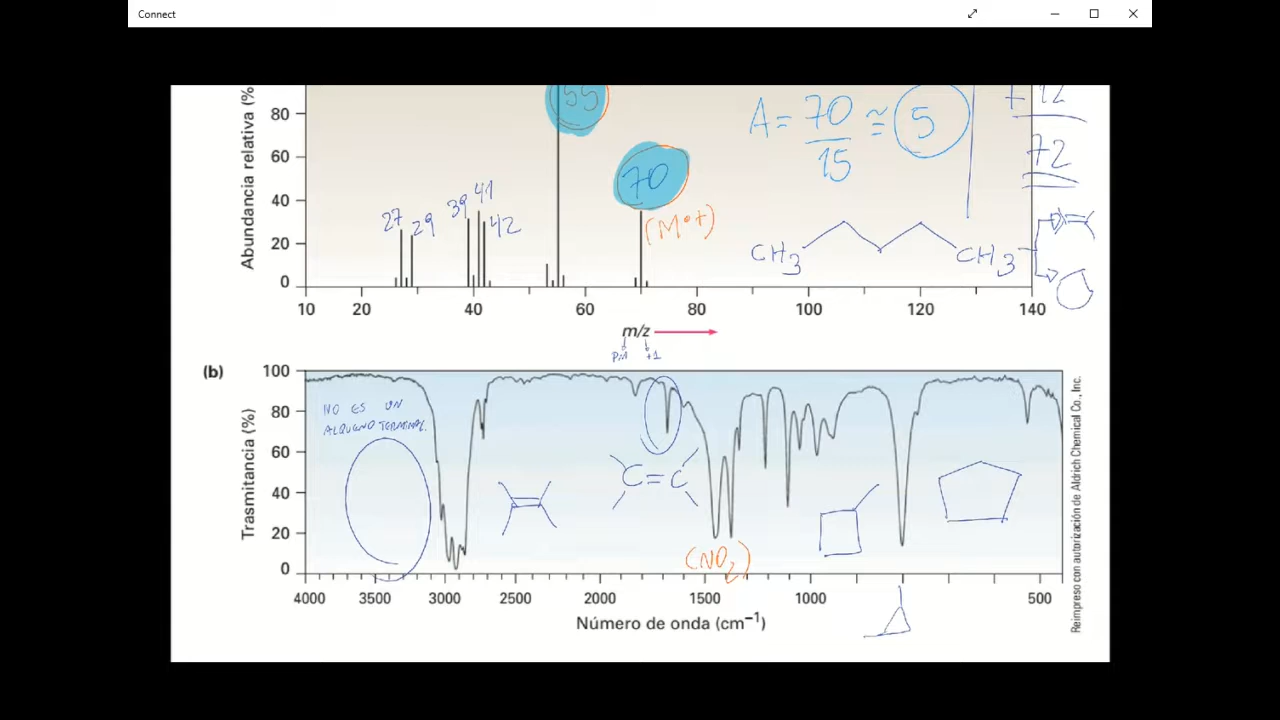 Connect
Abundancia relativa (%
80
60
40
20
0
27
29
39
41
42
55
70
(M•+)
A = 70
15
≅ 5
+12
72
CH3
CH3
10 20 40 60 80 100 120 140
m/z
PM +1
(b)
Trasmitancia (%)
100
80
60
40
20
0
NO ES UN
ALQUENO TERMINAL.
C=C
(NO2)
4000 3500 3000 2500 2000 1500 1000 500
Número de onda (cm−1)
Reimpreso con autorización de Aldrich Chemical Co., Inc.